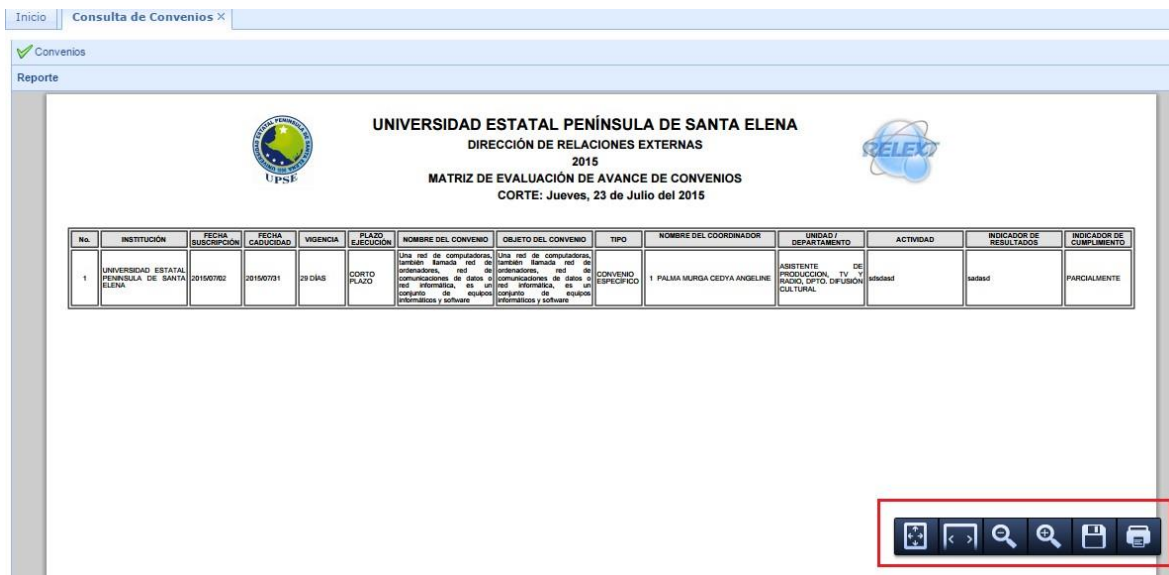 Inicio
Consulta de Convenios ×
Convenios
Reporte
UNIVERSIDAD ESTATAL PENÍNSULA DE SANTA ELENA
DIRECCIÓN DE RELACIONES EXTERNAS
2015
MATRIZ DE EVALUACIÓN DE AVANCE DE CONVENIOS
CORTE: Jueves, 23 de Julio del 2015
UPSE
RELEXT
No.
INSTITUCIÓN
FECHA
SUSCRIPCIÓN
FECHA
CADUCIDAD
VIGENCIA
PLAZO
EJECUCIÓN
NOMBRE DEL CONVENIO
OBJETO DEL CONVENIO
TIPO
NOMBRE DEL COORDINADOR
UNIDAD /
DEPARTAMENTO
ACTIVIDAD
INDICADOR DE
RESULTADOS
INDICADOR DE
CUMPLIMIENTO
1
UNIVERSIDAD ESTATAL
PENINSULA DE SANTA
ELENA
2015/07/02
2015/07/31
29 DÍAS
CORTO
PLAZO
Una red de computadoras,
también llamada red de
ordenadores, red de
comunicaciones de datos o
red informática, es un
conjunto de equipos
informáticos y software
Una red de computadoras,
también llamada red de
ordenadores, red de
comunicaciones de datos o
red informática, es un
conjunto de equipos
informáticos y software
CONVENIO
ESPECÍFICO
1 PALMA MURGA CEDYA ANGELINE
ASISTENTE DE
PRODUCCION, TV Y
RADIO, DPTO. DIFUSIÓN
CULTURAL
sdsdasd
sadasd
PARCIALMENTE